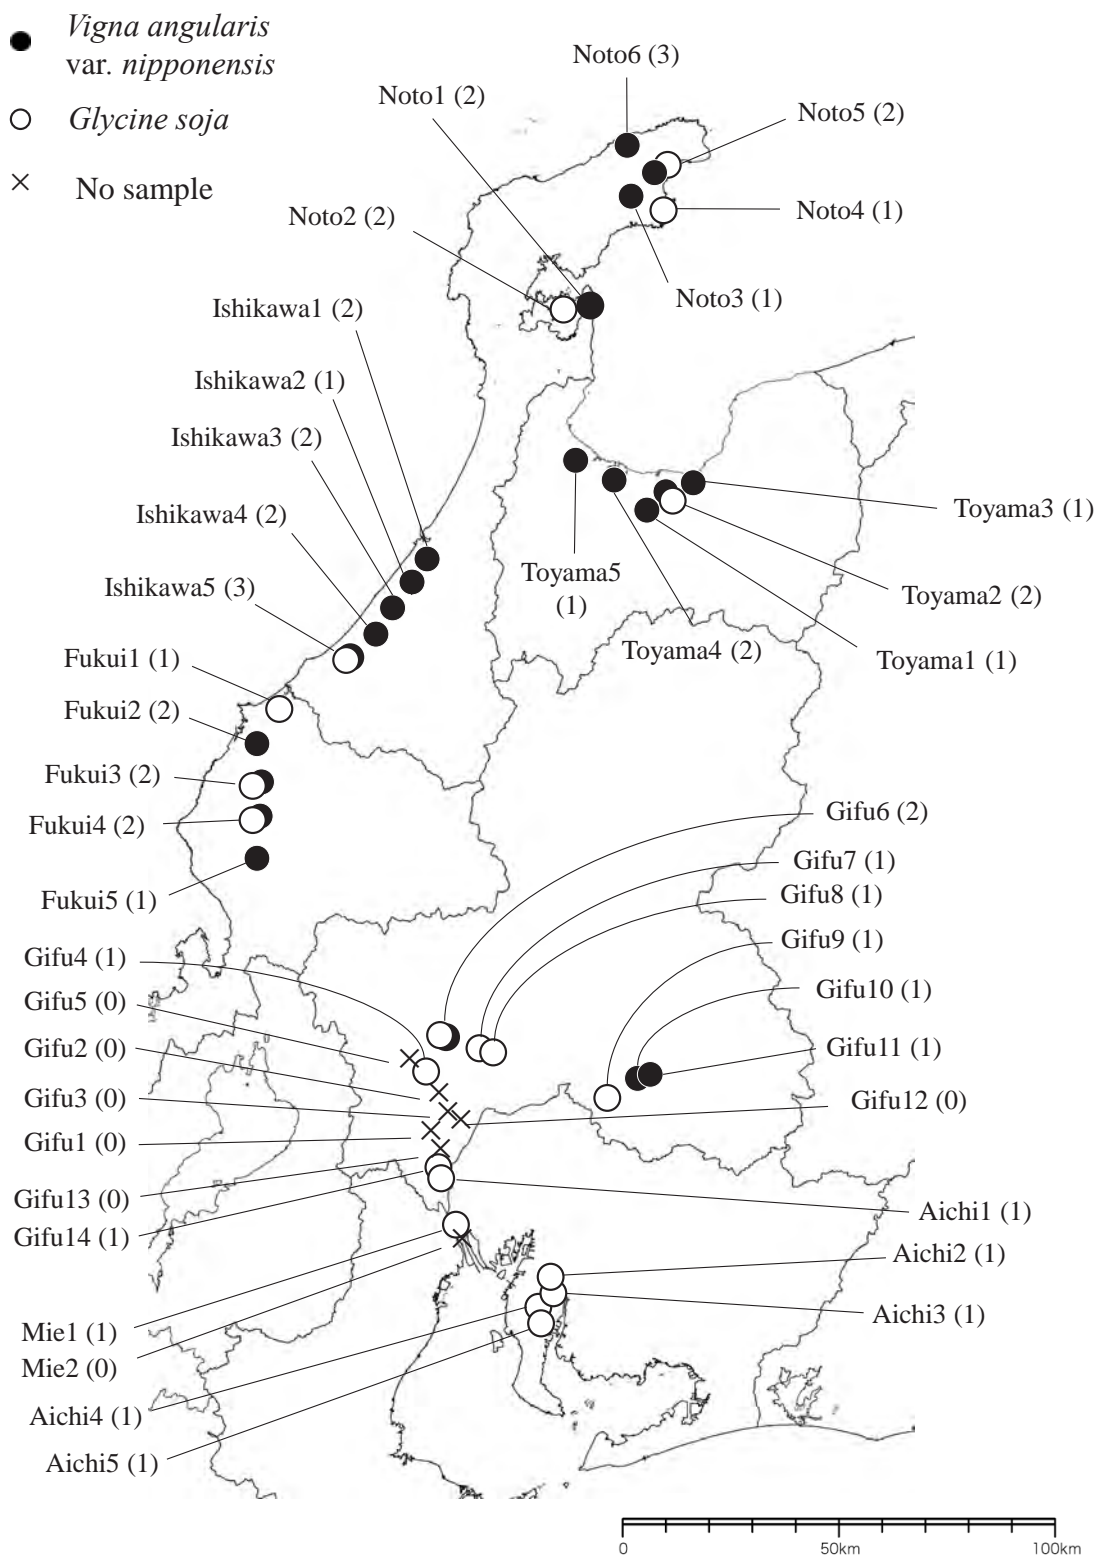 Vigna angularis
var. nipponensis
Glycine soja
No sample
Noto6 (3)
Noto1 (2)
Noto5 (2)
Noto2 (2)
Noto4 (1)
Noto3 (1)
Ishikawa1 (2)
Ishikawa2 (1)
Ishikawa3 (2)
Ishikawa4 (2)
Ishikawa5 (3)
Toyama3 (1)
Toyama5
(1)
Toyama2 (2)
Toyama4 (2)
Toyama1 (1)
Fukui1 (1)
Fukui2 (2)
Fukui3 (2)
Fukui4 (2)
Fukui5 (1)
Gifu6 (2)
Gifu7 (1)
Gifu8 (1)
Gifu9 (1)
Gifu10 (1)
Gifu11 (1)
Gifu12 (0)
Gifu4 (1)
Gifu5 (0)
Gifu2 (0)
Gifu3 (0)
Gifu1 (0)
Gifu13 (0)
Gifu14 (1)
Aichi1 (1)
Aichi2 (1)
Aichi3 (1)
Mie1 (1)
Mie2 (0)
Aichi4 (1)
Aichi5 (1)
0 50km 100km